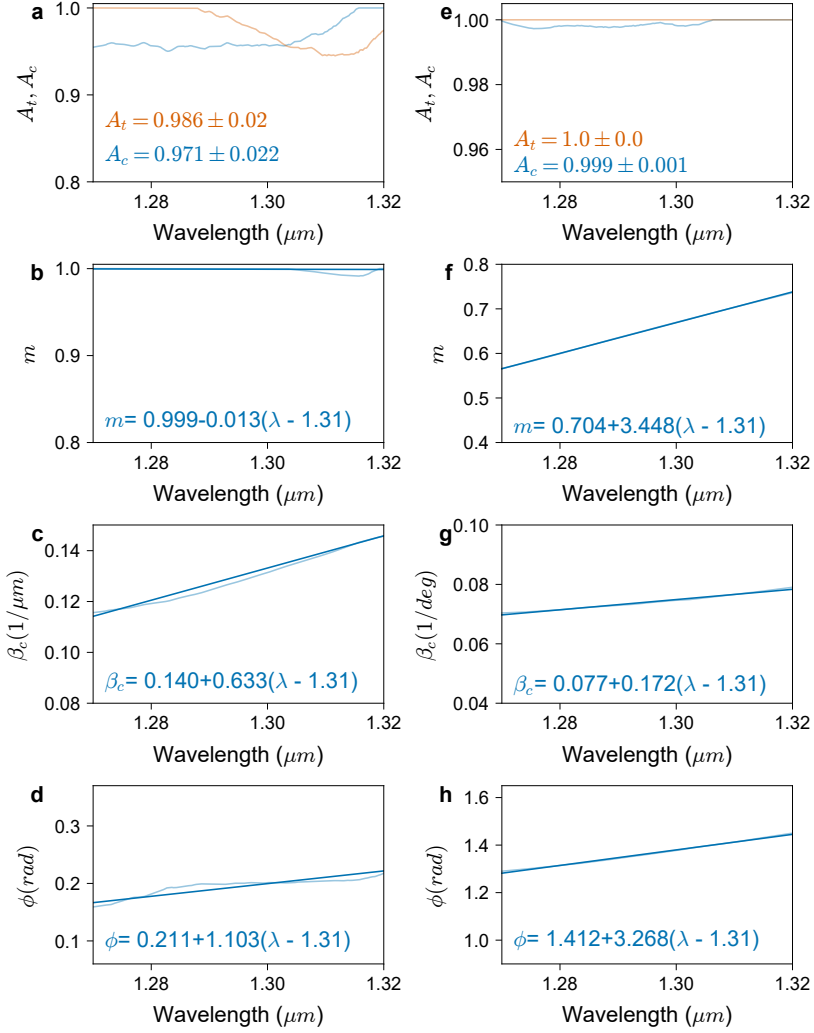 a
1.0
0.9
0.8
A_t, A_c
A_t = 0.986 ± 0.02
A_c = 0.971 ± 0.022
1.28
1.30
1.32
Wavelength (μm)
e
1.00
0.98
0.96
A_t, A_c
A_t = 1.0 ± 0.0
A_c = 0.999 ± 0.001
1.28
1.30
1.32
Wavelength (μm)
b
1.0
0.9
0.8
m
m= 0.999-0.013(λ - 1.31)
1.28
1.30
1.32
Wavelength (μm)
f
0.8
0.7
0.6
0.5
0.4
m
m= 0.704+3.448(λ - 1.31)
1.28
1.30
1.32
Wavelength (μm)
c
0.14
0.12
0.10
0.08
β_c(1/μm)
β_c= 0.140+0.633(λ - 1.31)
1.28
1.30
1.32
Wavelength (μm)
g
0.10
0.08
0.06
0.04
β_c(1/deg)
β_c= 0.077+0.172(λ - 1.31)
1.28
1.30
1.32
Wavelength (μm)
d
0.3
0.2
0.1
ϕ(rad)
ϕ= 0.211+1.103(λ - 1.31)
1.28
1.30
1.32
Wavelength (μm)
h
1.6
1.4
1.2
1.0
ϕ(rad)
ϕ= 1.412+3.268(λ - 1.31)
1.28
1.30
1.32
Wavelength (μm)